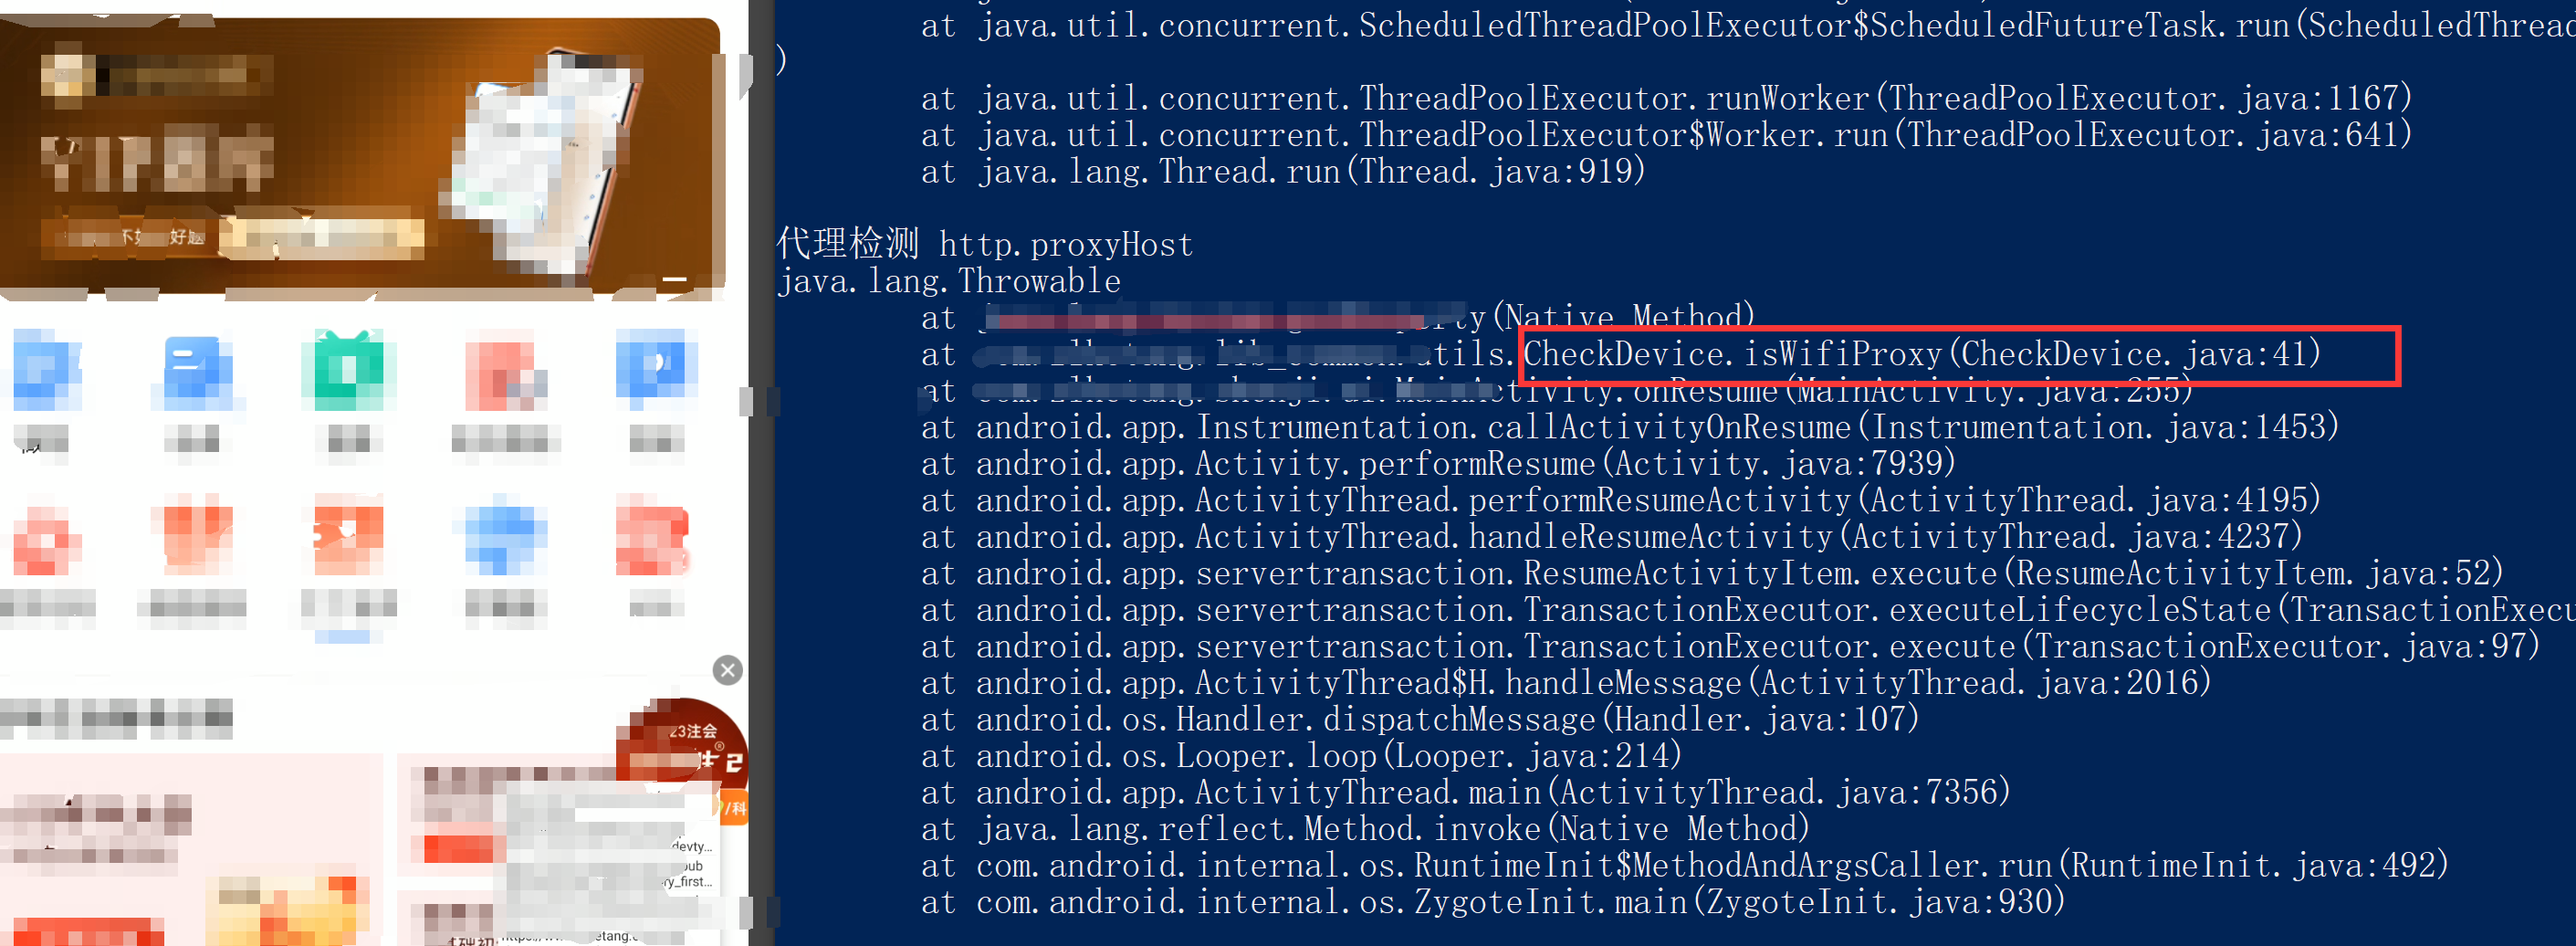 好题
23注会
2
/科
devty...
ry_first...
at java.util.concurrent.ScheduledThreadPoolExecutor$ScheduledFutureTask.run(ScheduledThread
)
at java.util.concurrent.ThreadPoolExecutor.runWorker(ThreadPoolExecutor.java:1167)
at java.util.concurrent.ThreadPoolExecutor$Worker.run(ThreadPoolExecutor.java:641)
at java.lang.Thread.run(Thread.java:919)
代理检测 http.proxyHost
java.lang.Throwable
at (Native Method)
at utils.CheckDevice.isWifiProxy(CheckDevice.java:41)
at MainActivity.onResume(MainActivity.java:255)
at android.app.Instrumentation.callActivityOnResume(Instrumentation.java:1453)
at android.app.Activity.performResume(Activity.java:7939)
at android.app.ActivityThread.performResumeActivity(ActivityThread.java:4195)
at android.app.ActivityThread.handleResumeActivity(ActivityThread.java:4237)
at android.app.servertransaction.ResumeActivityItem.execute(ResumeActivityItem.java:52)
at android.app.servertransaction.TransactionExecutor.executeLifecycleState(TransactionExecu
at android.app.servertransaction.TransactionExecutor.execute(TransactionExecutor.java:97)
at android.app.ActivityThread$H.handleMessage(ActivityThread.java:2016)
at android.os.Handler.dispatchMessage(Handler.java:107)
at android.os.Looper.loop(Looper.java:214)
at android.app.ActivityThread.main(ActivityThread.java:7356)
at java.lang.reflect.Method.invoke(Native Method)
at com.android.internal.os.RuntimeInit$MethodAndArgsCaller.run(RuntimeInit.java:492)
at com.android.internal.os.ZygoteInit.main(ZygoteInit.java:930)